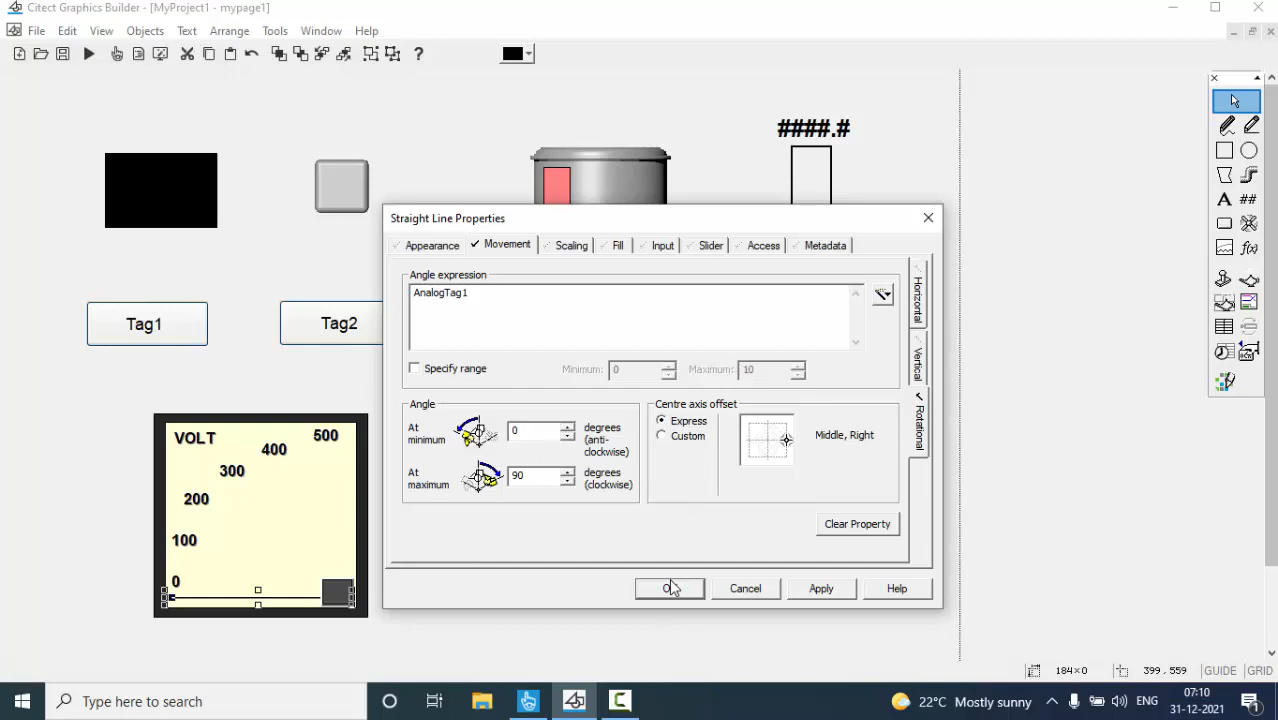 Citect Graphics Builder - [MyProject1 - mypage1]
File Edit View Objects Text Arrange Tools Window Help
####.#
Straight Line Properties
Appearance Movement Scaling Fill Input Slider Access Metadata
Angle expression
AnalogTag1
Horizontal
Specify range Minimum: 0 Maximum: 10
Vertical
Rotational
Angle
At minimum 0 degrees (anti-clockwise)
At maximum 90 degrees (clockwise)
Centre axis offset
Express
Custom
Middle, Right
Clear Property
Cancel Apply Help
Tag1 Tag2
VOLT
500
400
300
200
100
0
184×0 399 , 559 GUIDE GRID
Type here to search
22°C Mostly sunny ENG 07:10 31-12-2021
1